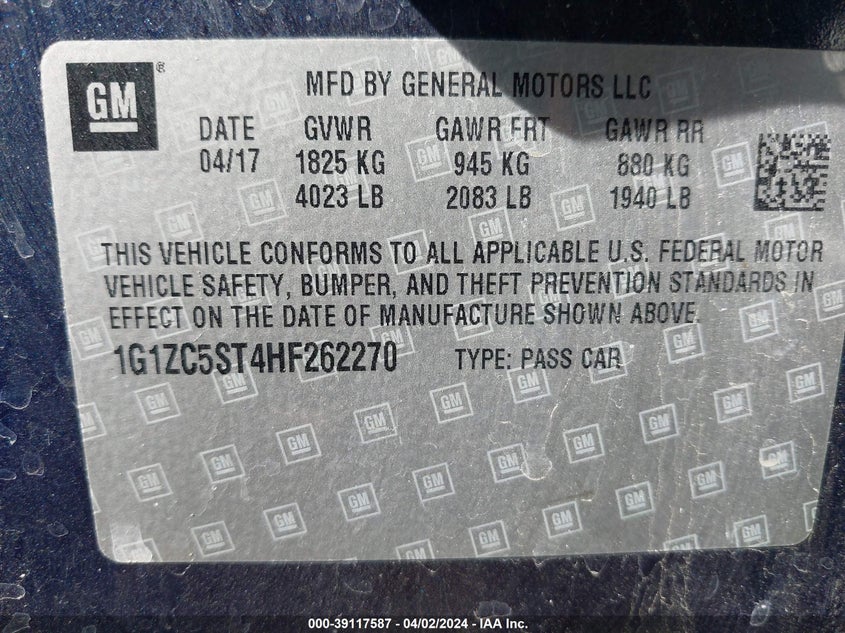 GM ®
MFD BY GENERAL MOTORS LLC
DATE GVWR GAWR FRT GAWR RR
04/17 1825 KG 945 KG 880 KG
4023 LB 2083 LB 1940 LB
THIS VEHICLE CONFORMS TO ALL APPLICABLE U.S. FEDERAL MOTOR
VEHICLE SAFETY, BUMPER, AND THEFT PREVENTION STANDARDS IN
EFFECT ON THE DATE OF MANUFACTURE SHOWN ABOVE.
1G1ZC5ST4HF262270 TYPE: PASS CAR
000-39117587 - 04/02/2024 - IAA Inc.